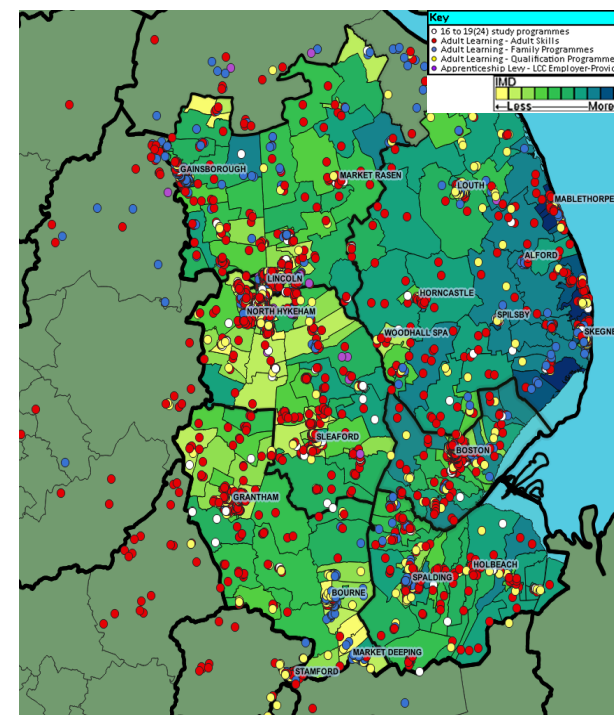 Key
16 to 19(24) study programmes
Adult Learning - Adult Skills
Adult Learning - Family Programmes
Adult Learning - Qualification Programme
Apprenticeship Levy - LCC Employer-Provid
IMD
Less
More
GAINSBOROUGH
MARKET RASEN
LOUTH
MABLETHORPE
ALFORD
LINCOLN
HORNCASTLE
NORTH HYKEHAM
SPILSBY
WOODHALL SPA
SKEGNE
SLEAFORD
BOSTON
GRANTHAM
HOLBEACH
SPALDING
BOURNE
MARKET DEEPING
STAMFORD